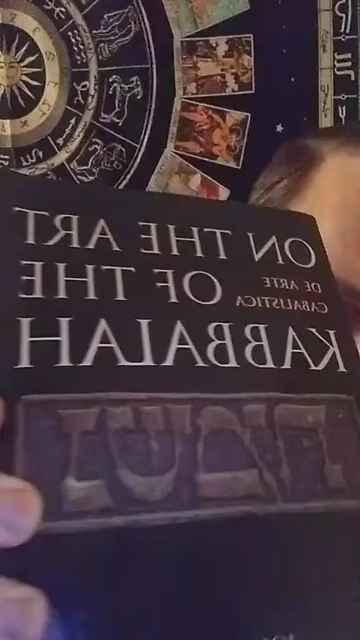 ON THE ART
DE ARTE
CABALISTICA
OF THE
KABBALAH